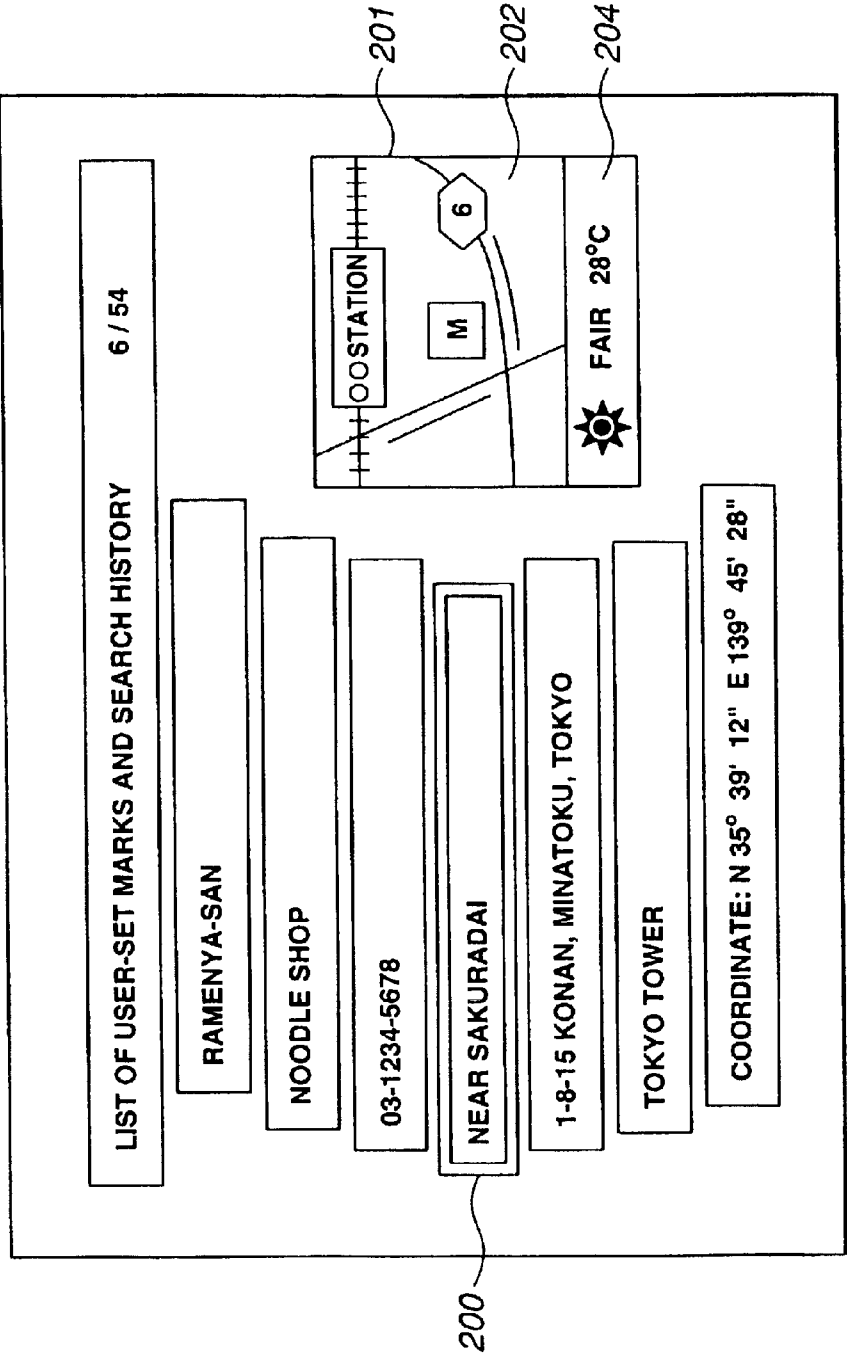 LIST OF USER-SET MARKS AND SEARCH HISTORY 6 / 54
RAMENYA-SAN
NOODLE SHOP
03-1234-5678
NEAR SAKURADAI
1-8-15 KONAN, MINATOKU, TOKYO
TOKYO TOWER
COORDINATE: N 35° 39' 12" E 139° 45' 28"
○○STATION
6
M
FAIR 28°C
200
201
202
204